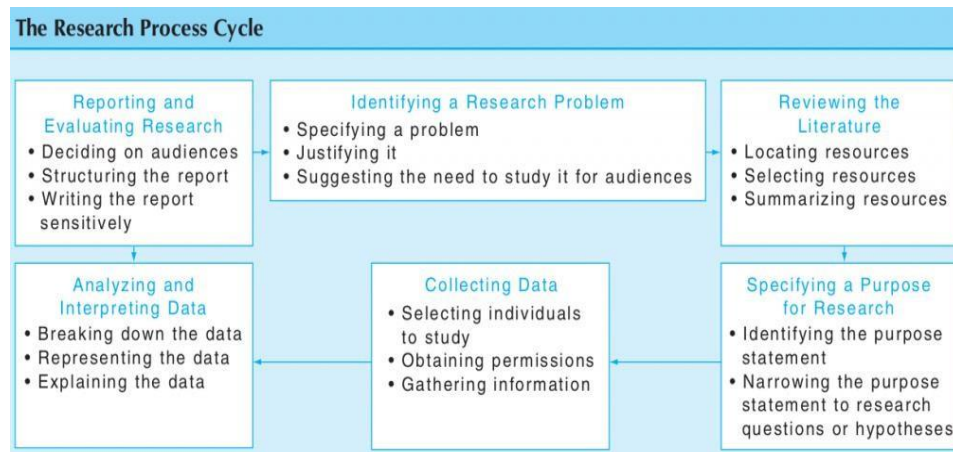 The Research Process Cycle
Reporting and
Evaluating Research
• Deciding on audiences
• Structuring the report
• Writing the report
sensitively
Identifying a Research Problem
• Specifying a problem
• Justifying it
• Suggesting the need to study it for audiences
Reviewing the
Literature
• Locating resources
• Selecting resources
• Summarizing resources
Analyzing and
Interpreting Data
• Breaking down the data
• Representing the data
• Explaining the data
Collecting Data
• Selecting individuals
to study
• Obtaining permissions
• Gathering information
Specifying a Purpose
for Research
• Identifying the purpose
statement
• Narrowing the purpose
statement to research
questions or hypotheses